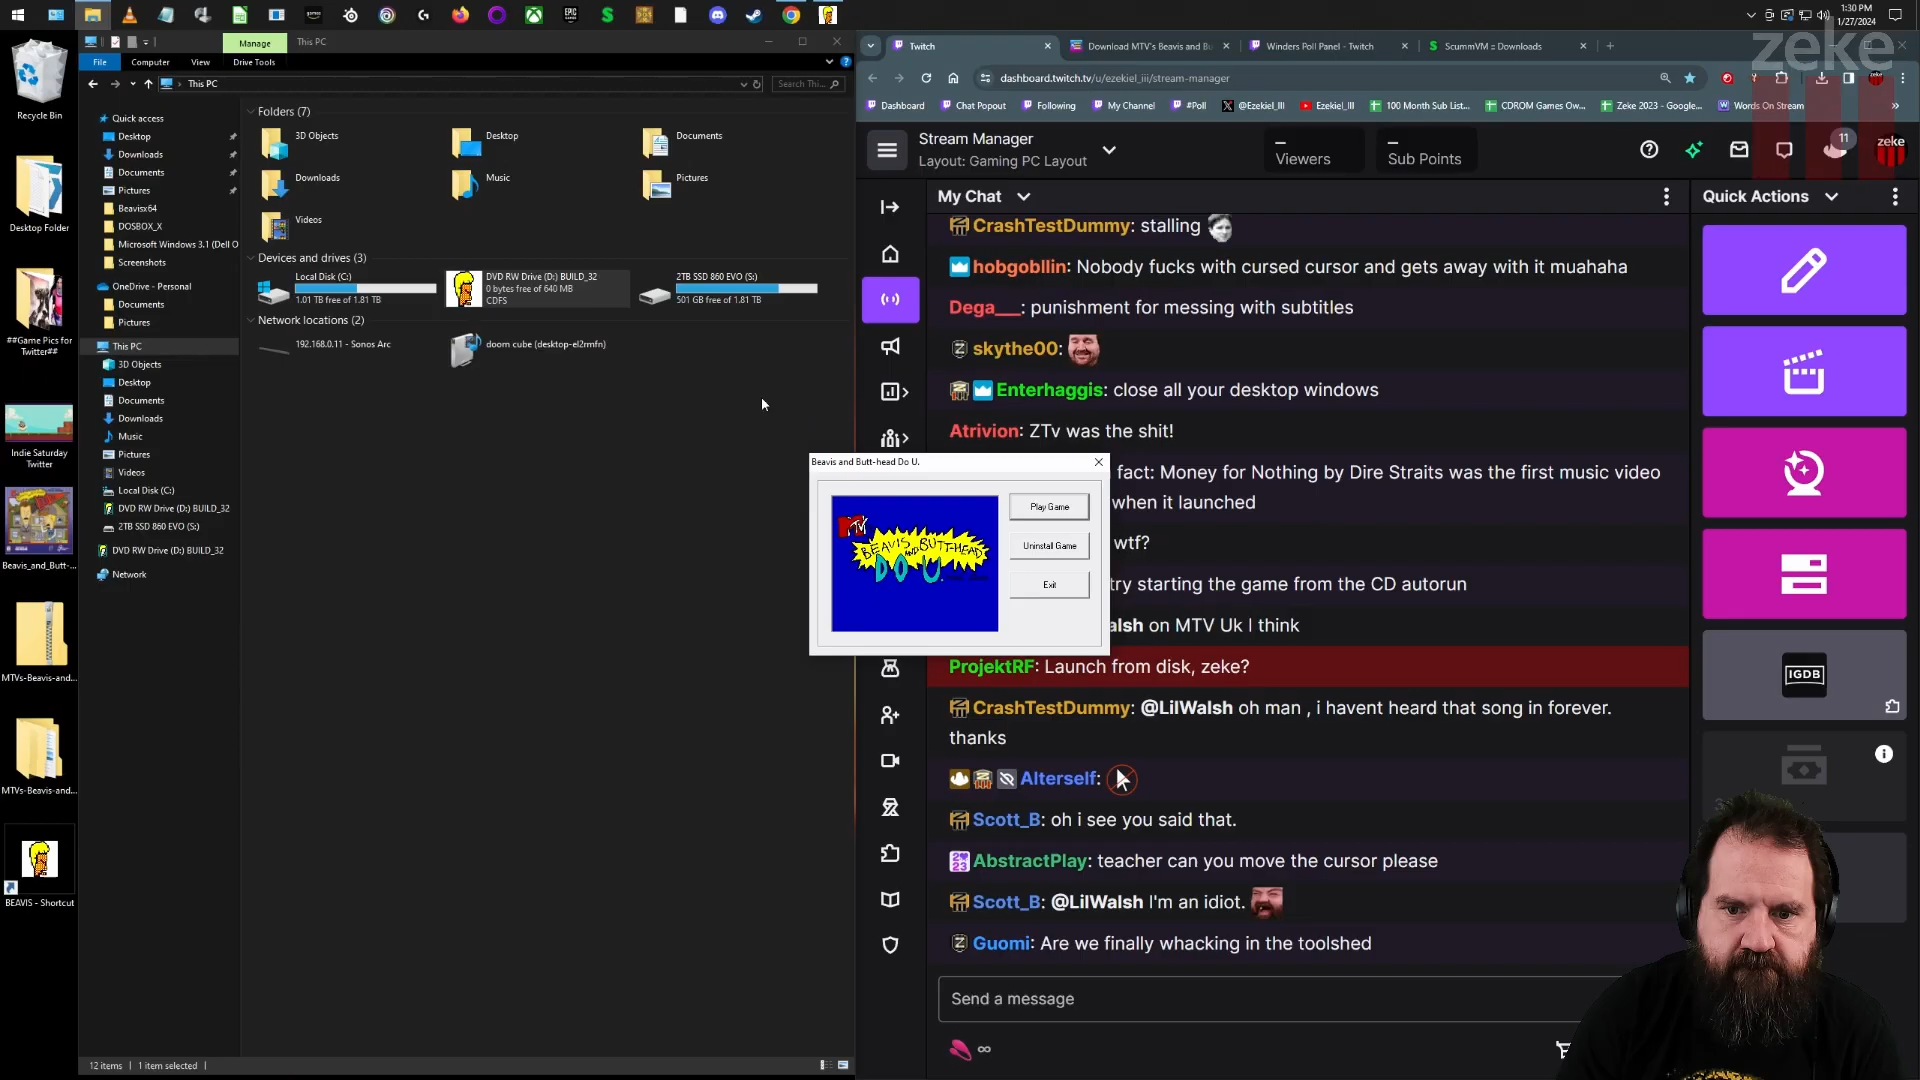 1:30 PM
1/27/2024
Manage
This PC
File
Computer
View
Drive Tools
This PC
Search Thi...
Recycle Bin
Desktop Folder
##Game Pics for
Twitter##
Indie Saturday
Twitter
Beavis_and_Butt-...
MTVs-Beavis-and...
MTVs-Beavis-and...
BEAVIS - Shortcut
Quick access
Desktop
Downloads
Documents
Pictures
Beavisx64
DOSBOX_X
Microsoft Windows 3.1 (Dell O
Screenshots
OneDrive - Personal
Documents
Pictures
This PC
3D Objects
Desktop
Documents
Downloads
Music
Pictures
Videos
Local Disk (C:)
DVD RW Drive (D:) BUILD_32
2TB SSD 860 EVO (S:)
DVD RW Drive (D:) BUILD_32
Network
Folders (7)
3D Objects
Desktop
Documents
Downloads
Music
Pictures
Videos
Devices and drives (3)
Local Disk (C:)
1.01 TB free of 1.81 TB
DVD RW Drive (D:) BUILD_32
0 bytes free of 640 MB
CDFS
2TB SSD 860 EVO (S:)
501 GB free of 1.81 TB
Network locations (2)
192.168.0.11 - Sonos Arc
doom cube (desktop-el2rmfn)
12 items
1 item selected
Beavis and Butt-head Do U.
MTV
BEAVIS AND BUTT-HEAD
DO U.
Play Game
Uninstall Game
Exit
Twitch
Download MTV's Beavis and Bu
Winders Poll Panel - Twitch
ScummVM :: Downloads
zeke
dashboard.twitch.tv/u/ezekiel_iii/stream-manager
Dashboard
Chat Popout
Following
My Channel
#Poll
@Ezekiel_III
Ezekiel_III
100 Month Sub List...
CDROM Games Ow...
Zeke 2023 - Google...
Words On Stream
Stream Manager
Layout: Gaming PC Layout
–
Viewers
–
Sub Points
11
zeke
My Chat
Quick Actions
CrashTestDummy: stalling
hobgobllin: Nobody fucks with cursed cursor and gets away with it muahaha
Dega___: punishment for messing with subtitles
skythe00:
Enterhaggis: close all your desktop windows
Atrivion: ZTv was the shit!
fact: Money for Nothing by Dire Straits was the first music video
when it launched
wtf?
try starting the game from the CD autorun
alsh on MTV Uk I think
ProjektRF: Launch from disk, zeke?
CrashTestDummy: @LilWalsh oh man , i havent heard that song in forever.
thanks
Alterself:
Scott_B: oh i see you said that.
AbstractPlay: teacher can you move the cursor please
Scott_B: @LilWalsh I'm an idiot.
Guomi: Are we finally whacking in the toolshed
Send a message
∞
IGDB